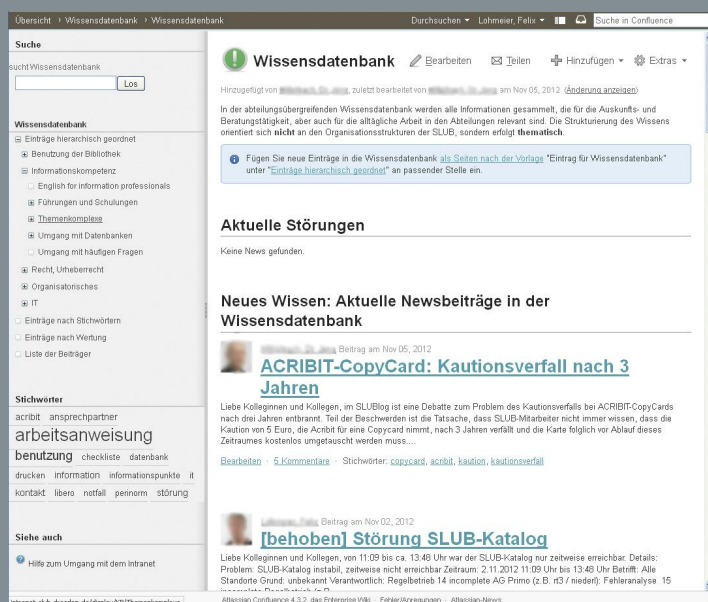 Übersicht › Wissensdatenbank › Wissensdatenbank
Durchsuchen Lohmeier, Felix Suche in Confluence
Suche
sucht Wissensdatenbank
Los
Wissensdatenbank
Einträge hierarchisch geordnet
Benutzung der Bibliothek
Informationskompetenz
English for information professionals
Führungen und Schulungen
Themenkomplexe
Umgang mit Datenbanken
Umgang mit häufigen Fragen
Recht, Urheberrecht
Organisatorisches
IT
Einträge nach Stichwörtern
Einträge nach Wertung
Liste der Beiträger
Stichwörter
acribit ansprechpartner
arbeitsanweisung
benutzung checkliste datenbank
drucken information informationspunkte it
kontakt libero notfall perinorm störung
Siehe auch
Hilfe zum Umgang mit dem Intranet
Wissensdatenbank Bearbeiten Teilen Hinzufügen Extras
Hinzugefügt von , zuletzt bearbeitet von am Nov 05, 2012 (Änderung anzeigen)
In der abteilungsübergreifenden Wissensdatenbank werden alle Informationen gesammelt, die für die Auskunfts- und
Beratungstätigkeit, aber auch für die alltägliche Arbeit in den Abteilungen relevant sind. Die Strukturierung des Wissens
orientiert sich nicht an den Organisationsstrukturen der SLUB, sondern erfolgt thematisch.
Fügen Sie neue Einträge in die Wissensdatenbank als Seiten nach der Vorlage "Eintrag für Wissensdatenbank"
unter "Einträge hierarchisch geordnet" an passender Stelle ein.
Aktuelle Störungen
Keine News gefunden.
Neues Wissen: Aktuelle Newsbeiträge in der
Wissensdatenbank
Beitrag am Nov 05, 2012
ACRIBIT-CopyCard: Kautionsverfall nach 3
Jahren
Liebe Kolleginnen und Kollegen, im SLUBlog ist eine Debatte zum Problem des Kautionsverfalls bei ACRIBIT-CopyCards
nach drei Jahren entbrannt. Teil der Beschwerden ist die Tatsache, dass SLUB-Mitarbeiter nicht immer wissen, dass die
Kaution von 5 Euro, die Acribit für eine Copycard nimmt, nach 3 Jahren verfällt und die Karte folglich vor Ablauf dieses
Zeitraumes kostenlos umgetauscht werden muss....
Bearbeiten · 5 Kommentare · Stichwörter: copycard, acribit, kaution, kautionsverfall
Beitrag am Nov 02, 2012
[behoben] Störung SLUB-Katalog
Liebe Kolleginnen und Kollegen, von 11:09 bis ca. 13:48 Uhr war der SLUB-Katalog nur zeitweise erreichbar. Details:
Problem: SLUB-Katalog instabil, zeitweise nicht erreichbar Zeitraum: 2.11.2012 11:09 Uhr bis 13:48 Uhr Betrifft: Alle
Standorte Grund: unbekannt Verantwortlich: Regelbetrieb 14 incomplete AG Primo (z.B. rt3 / niederl): Fehleranalyse 15
Atlassian Confluence 4.3.2, das Enterprise Wiki · Fehler/Anregungen · Atlassian-News